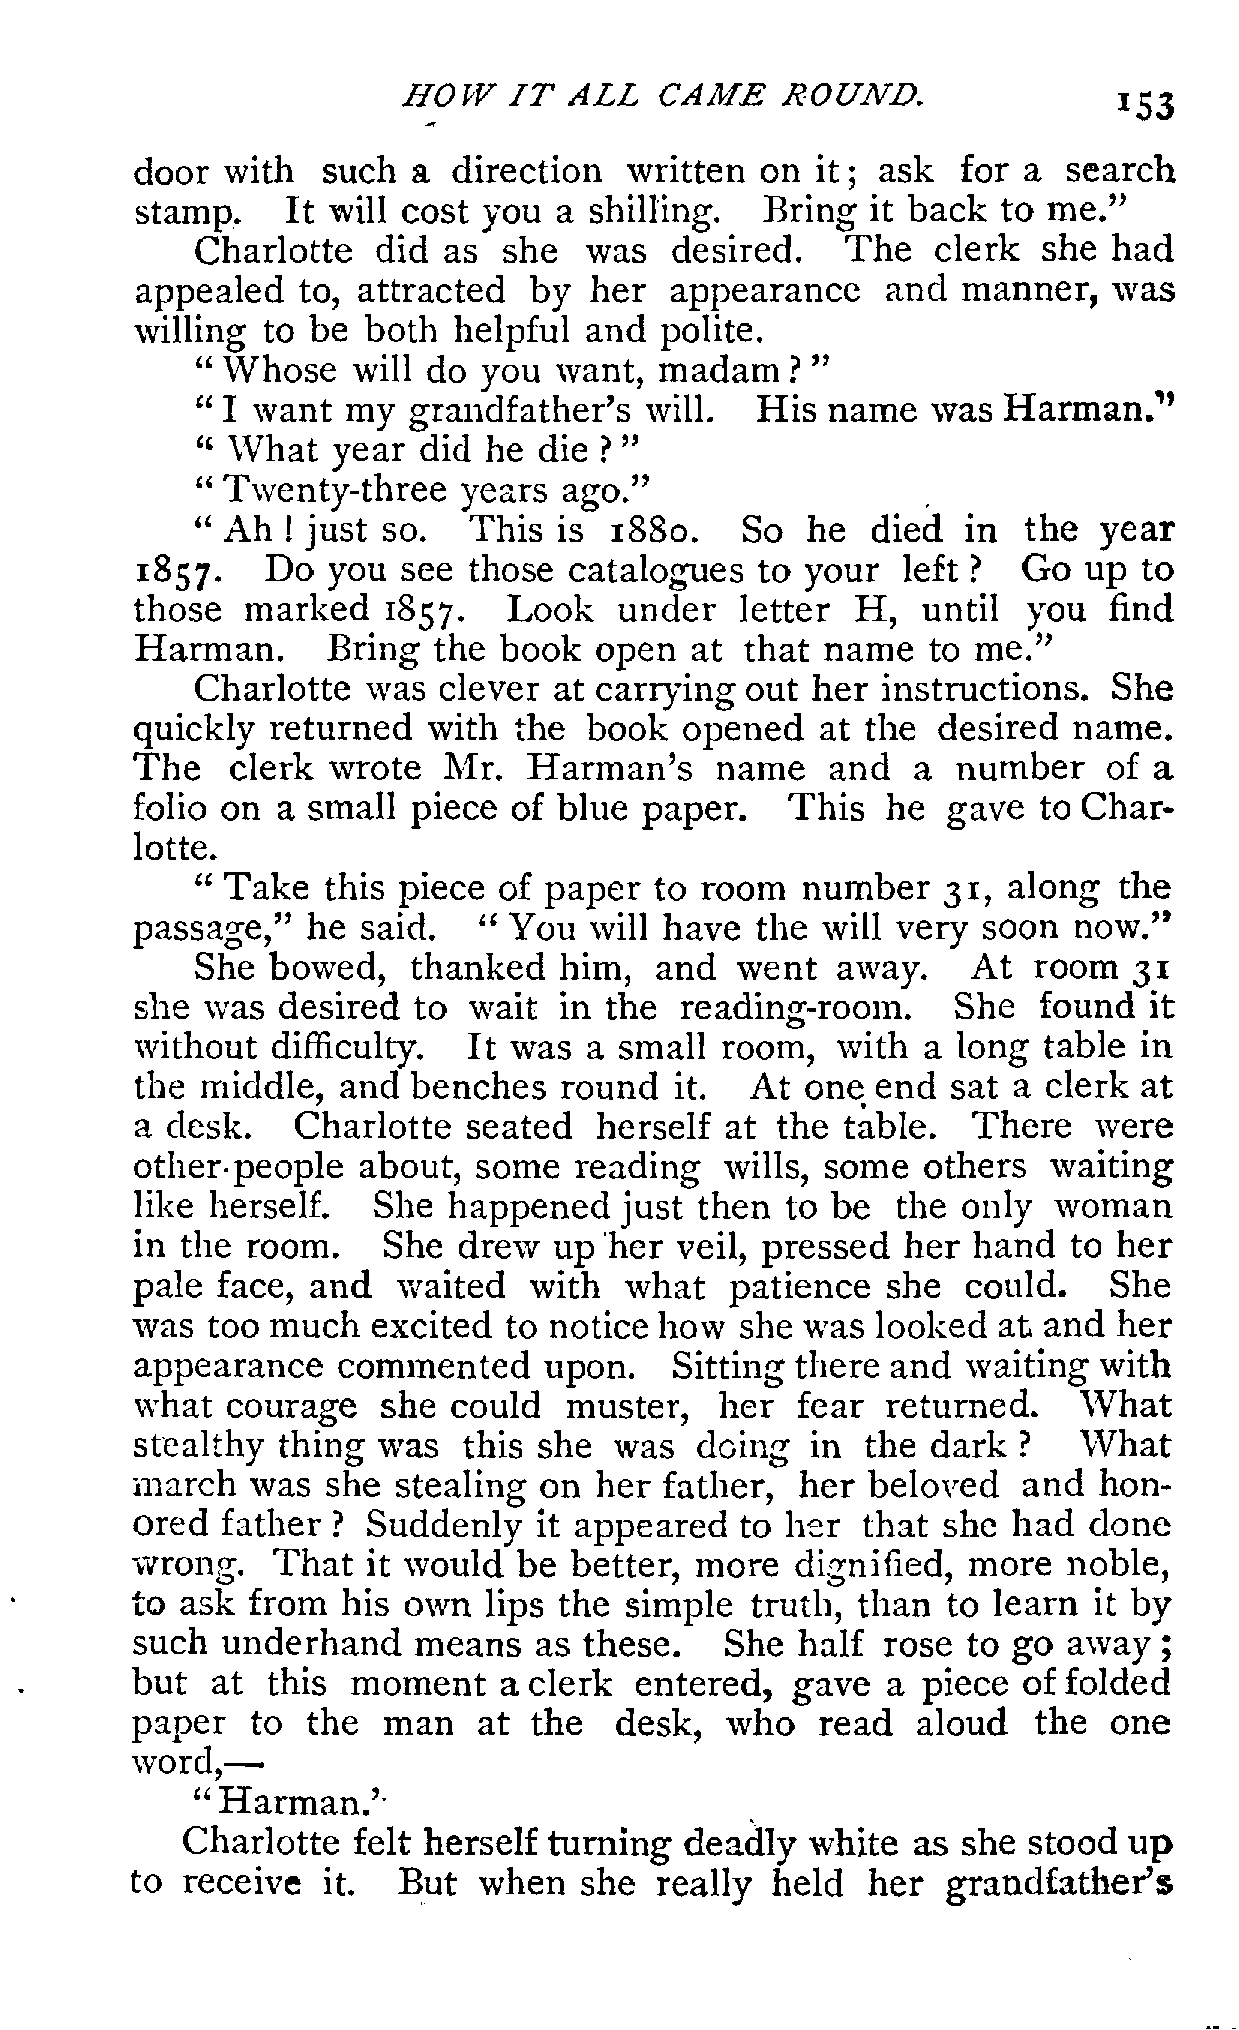 HOW IT ALL CAME ROUND. 153
door with such a direction written on it; ask for a search
stamp. It will cost you a shilling. Bring it back to me."
Charlotte did as she was desired. The clerk she had
appealed to, attracted by her appearance and manner, was
willing to be both helpful and polite.
"Whose will do you want, madam?"
"I want my grandfather's will. His name was Harman."
"What year did he die?"
"Twenty-three years ago."
"Ah! just so. This is 1880. So he died in the year
1857. Do you see those catalogues to your left? Go up to
those marked 1857. Look under letter H, until you find
Harman. Bring the book open at that name to me."
Charlotte was clever at carrying out her instructions. She
quickly returned with the book opened at the desired name.
The clerk wrote Mr. Harman's name and a number of a
folio on a small piece of blue paper. This he gave to Char-
lotte.
"Take this piece of paper to room number 31, along the
passage," he said. "You will have the will very soon now."
She bowed, thanked him, and went away. At room 31
she was desired to wait in the reading-room. She found it
without difficulty. It was a small room, with a long table in
the middle, and benches round it. At one end sat a clerk at
a desk. Charlotte seated herself at the table. There were
other people about, some reading wills, some others waiting
like herself. She happened just then to be the only woman
in the room. She drew up her veil, pressed her hand to her
pale face, and waited with what patience she could. She
was too much excited to notice how she was looked at and her
appearance commented upon. Sitting there and waiting with
what courage she could muster, her fear returned. What
stealthy thing was this she was doing in the dark? What
march was she stealing on her father, her beloved and hon-
ored father? Suddenly it appeared to her that she had done
wrong. That it would be better, more dignified, more noble,
to ask from his own lips the simple truth, than to learn it by
such underhand means as these. She half rose to go away;
but at this moment a clerk entered, gave a piece of folded
paper to the man at the desk, who read aloud the one
word,—
"Harman."
Charlotte felt herself turning deadly white as she stood up
to receive it. But when she really held her grandfather's